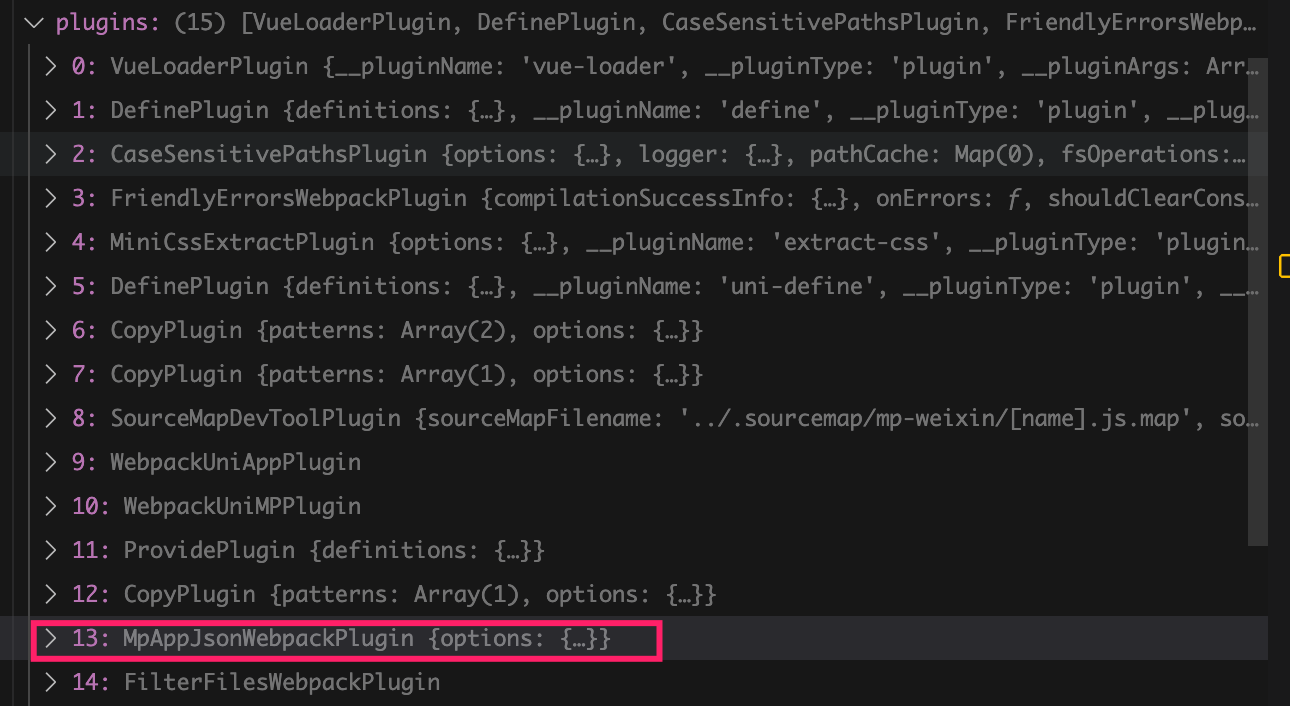 plugins: (15) [VueLoaderPlugin, DefinePlugin, CaseSensitivePathsPlugin, FriendlyErrorsWebp…
0: VueLoaderPlugin {__pluginName: 'vue-loader', __pluginType: 'plugin', __pluginArgs: Arr…
1: DefinePlugin {definitions: {…}, __pluginName: 'define', __pluginType: 'plugin', __plug…
2: CaseSensitivePathsPlugin {options: {…}, logger: {…}, pathCache: Map(0), fsOperations:…
3: FriendlyErrorsWebpackPlugin {compilationSuccessInfo: {…}, onErrors: ƒ, shouldClearCons…
4: MiniCssExtractPlugin {options: {…}, __pluginName: 'extract-css', __pluginType: 'plugin…
5: DefinePlugin {definitions: {…}, __pluginName: 'uni-define', __pluginType: 'plugin', __…
6: CopyPlugin {patterns: Array(2), options: {…}}
7: CopyPlugin {patterns: Array(1), options: {…}}
8: SourceMapDevToolPlugin {sourceMapFilename: '../.sourcemap/mp-weixin/[name].js.map', so…
9: WebpackUniAppPlugin
10: WebpackUniMPPlugin
11: ProvidePlugin {definitions: {…}}
12: CopyPlugin {patterns: Array(1), options: {…}}
13: MpAppJsonWebpackPlugin {options: {…}}
14: FilterFilesWebpackPlugin